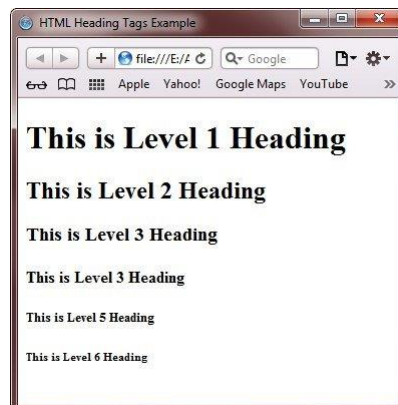 HTML Heading Tags Example
file:///E:/A Google
Apple Yahoo! Google Maps YouTube
This is Level 1 Heading
This is Level 2 Heading
This is Level 3 Heading
This is Level 3 Heading
This is Level 5 Heading
This is Level 6 Heading